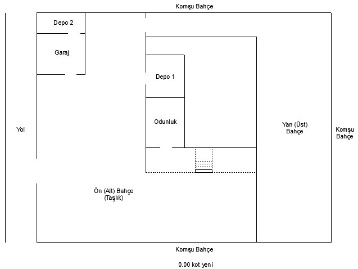 Komşu Bahçe
Depo 2
Garaj
Depo 1
Odunluk
Yol
Yan (Üst)
Bahçe
Komşu
Bahçe
Ön (Alt) Bahçe
(Taşlık)
Komşu Bahçe
0.00 kot yeni